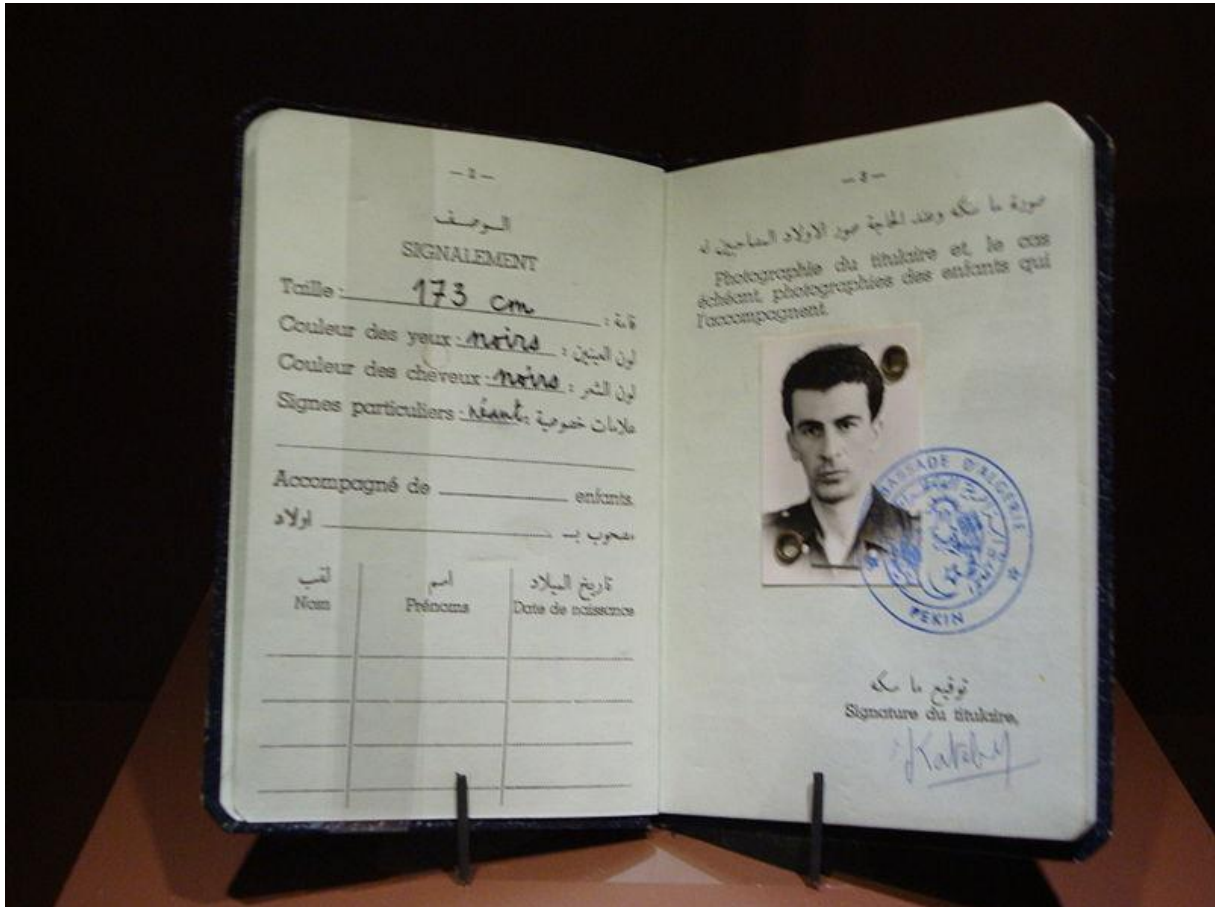 — 2 —
الوصف
SIGNALEMENT
Taille : 173 cm : قامة
Couleur des yeux : noirs : لون العينين
Couleur des cheveux : noirs : لون الشعر
Signes particuliers : néant : علامات خصوصية
Accompagné de enfants.
مصحوب بـ اولاد
لقب اسم تاريخ الميلاد
Nom Prénoms Date de naissance
— 3 —
صورة ما سكه وعند الحاجة صور الاولاد المصاحبين له
Photographie du titulaire et, le cas
échéant, photographies des enfants qui
l'accompagnent.
BASSADE D'ALGERIE
PEKIN
توقيع ما سكه
Signature du titulaire,